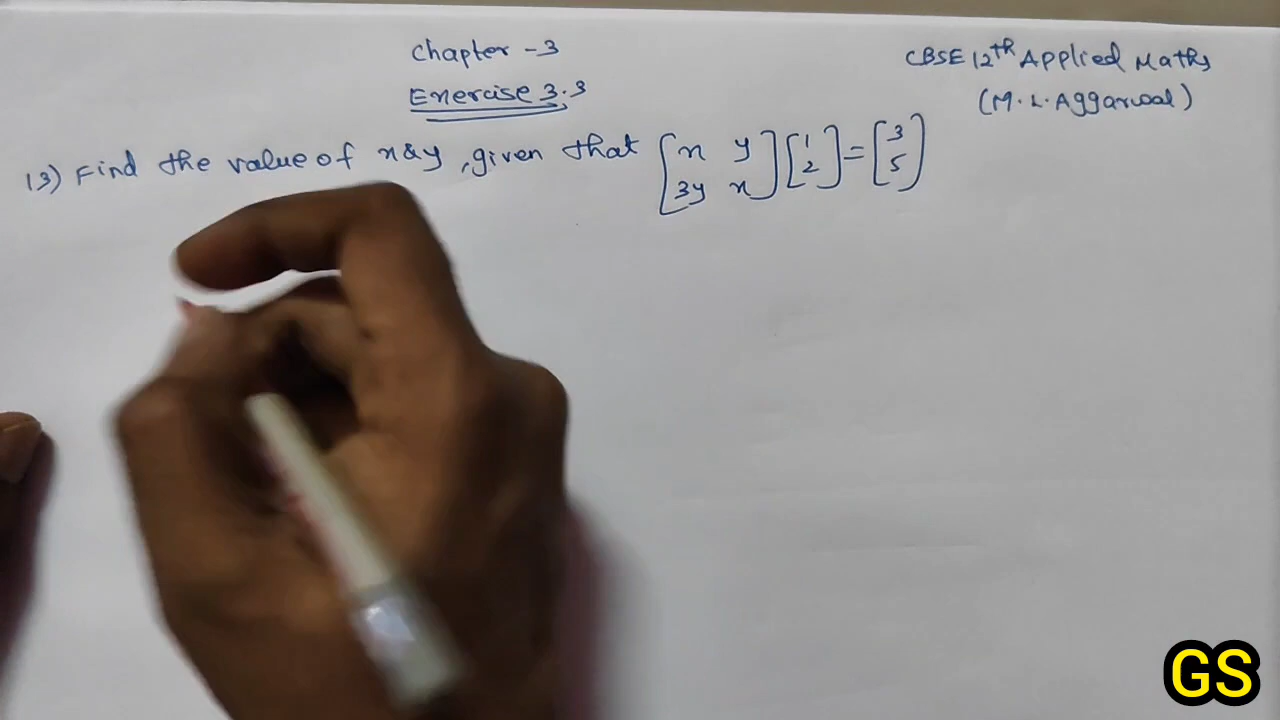 Chapter -3
CBSE 12th Applied Maths
Exercise 3.3
(M.L.Aggarwal)
13) Find the value of x & y, given that [x y 3y x] [1 2] = [3 5]
GS